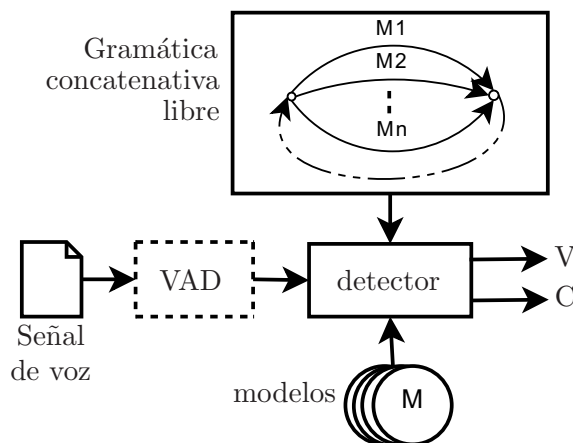 Gramática
concatenativa
libre
M1
M2
Mn
VAD
detector
V
C
Señal
de voz
modelos
M